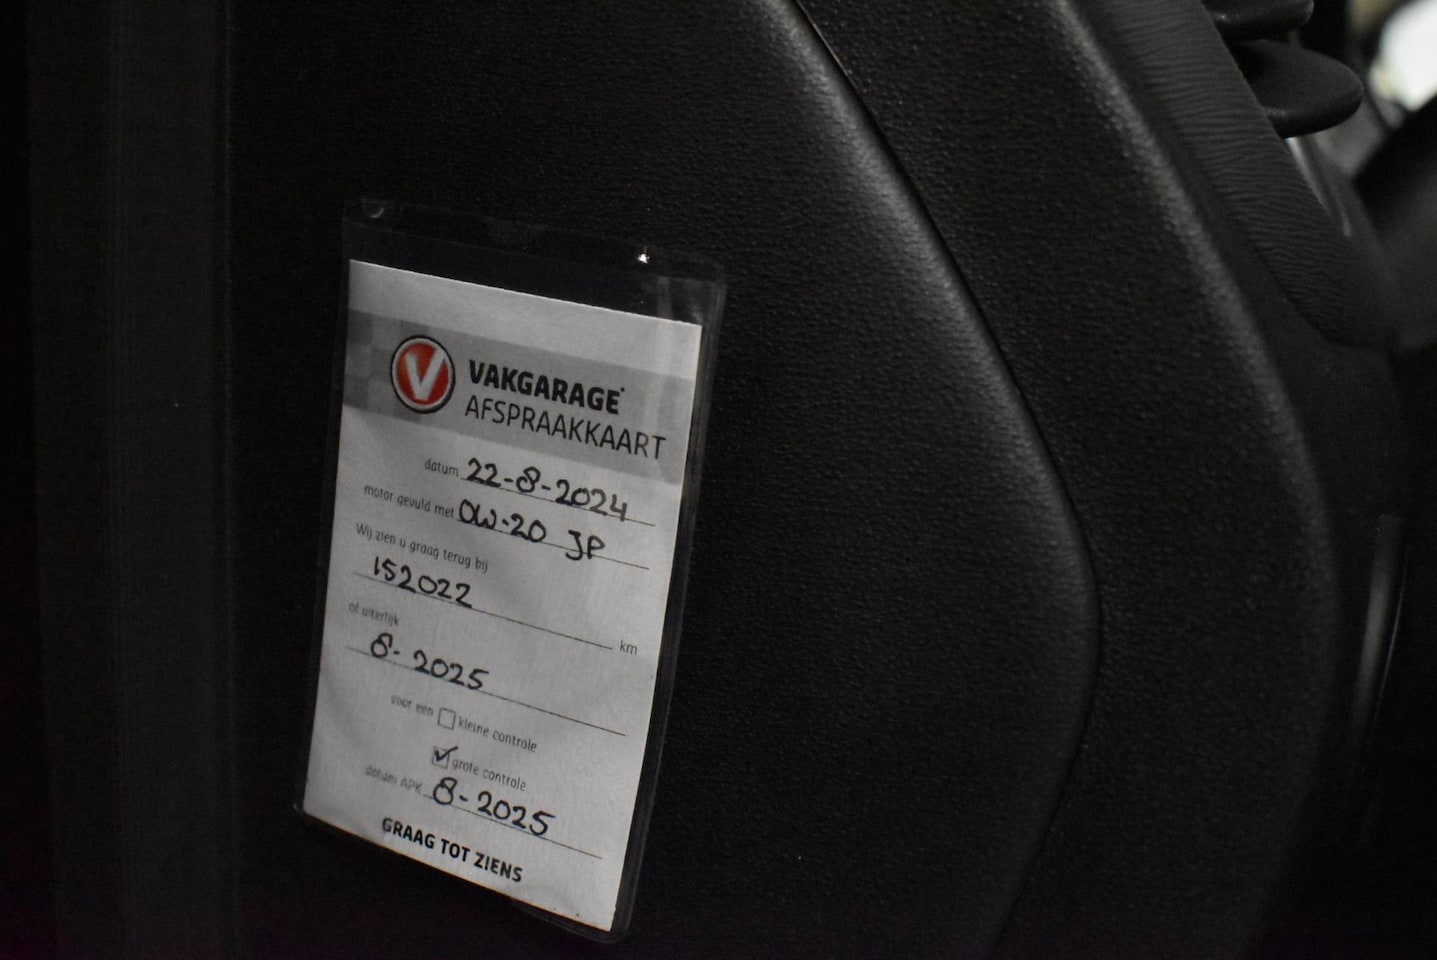 V
VAKGARAGE
AFSPRAAKKAART
datum 22-8-2024
motor gevuld met 0W-20 JP
Wij zien u graag terug bij
152022 km
of uiterlijk
8-2025
voor een kleine controle
grote controle
datum APK 8-2025
GRAAG TOT ZIENS